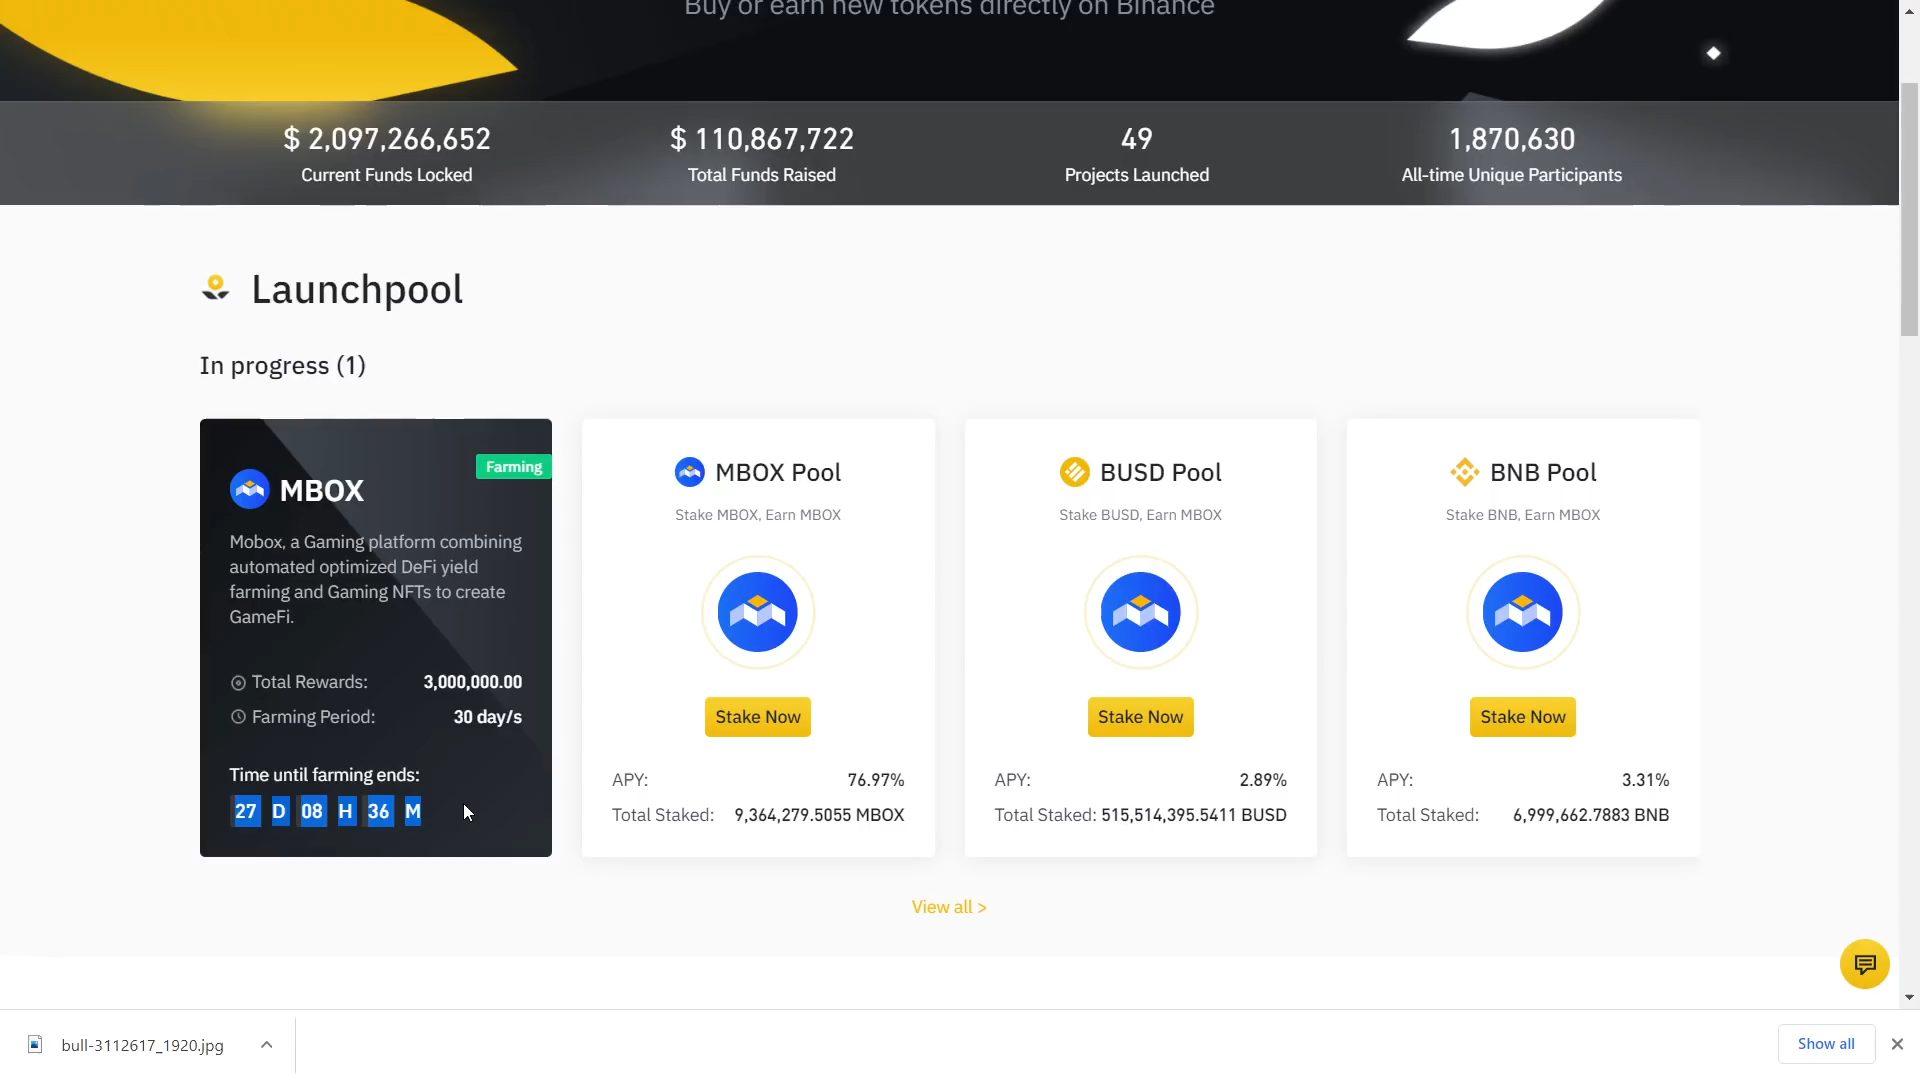 Buy or earn new tokens directly on Binance
$ 2,097,266,652 $ 110,867,722 49 1,870,630
Current Funds Locked Total Funds Raised Projects Launched All-time Unique Participants
Launchpool
In progress (1)
Farming
MBOX
Mobox, a Gaming platform combining
automated optimized DeFi yield
farming and Gaming NFTs to create
GameFi.
Total Rewards: 3,000,000.00
Farming Period: 30 day/s
Time until farming ends:
27 D 08 H 36 M
MBOX Pool
Stake MBOX, Earn MBOX
Stake Now
APY: 76.97%
Total Staked: 9,364,279.5055 MBOX
BUSD Pool
Stake BUSD, Earn MBOX
Stake Now
APY: 2.89%
Total Staked: 515,514,395.5411 BUSD
BNB Pool
Stake BNB, Earn MBOX
Stake Now
APY: 3.31%
Total Staked: 6,999,662.7883 BNB
View all >
bull-3112617_1920.jpg
Show all